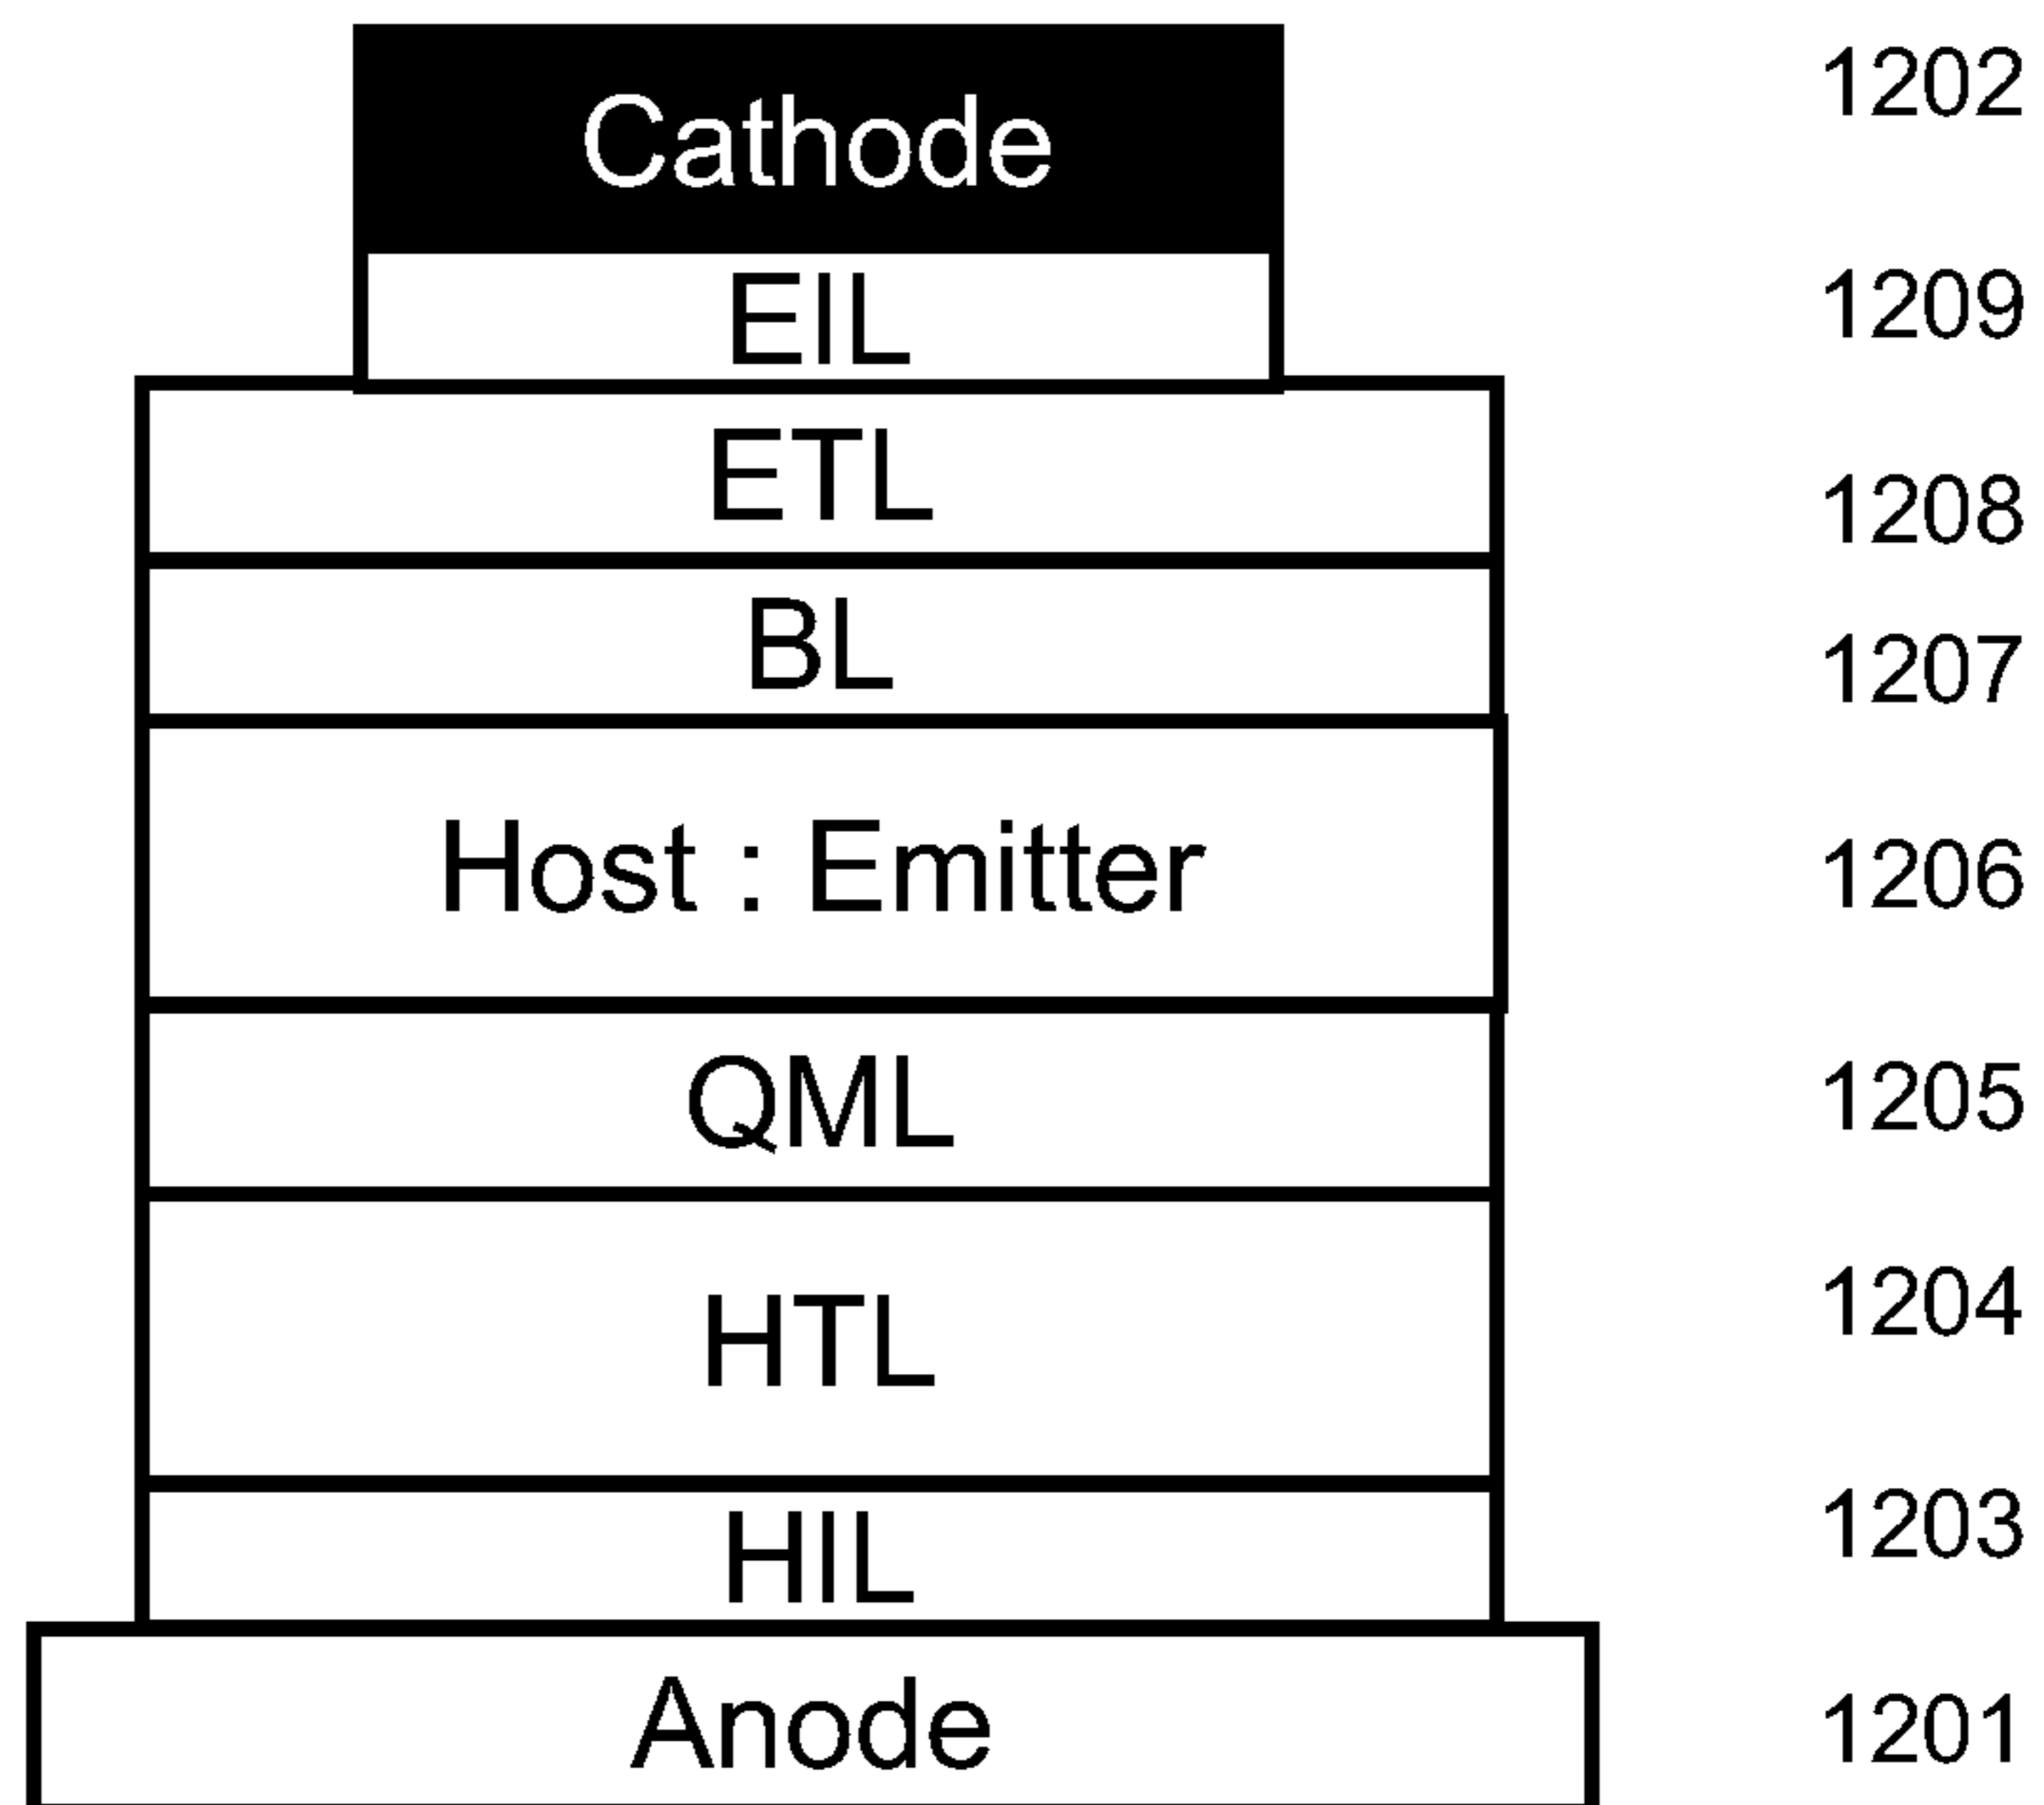 Cathode 1202
EIL 1209
ETL 1208
BL 1207
Host : Emitter 1206
QML 1205
HTL 1204
HIL 1203
Anode 1201